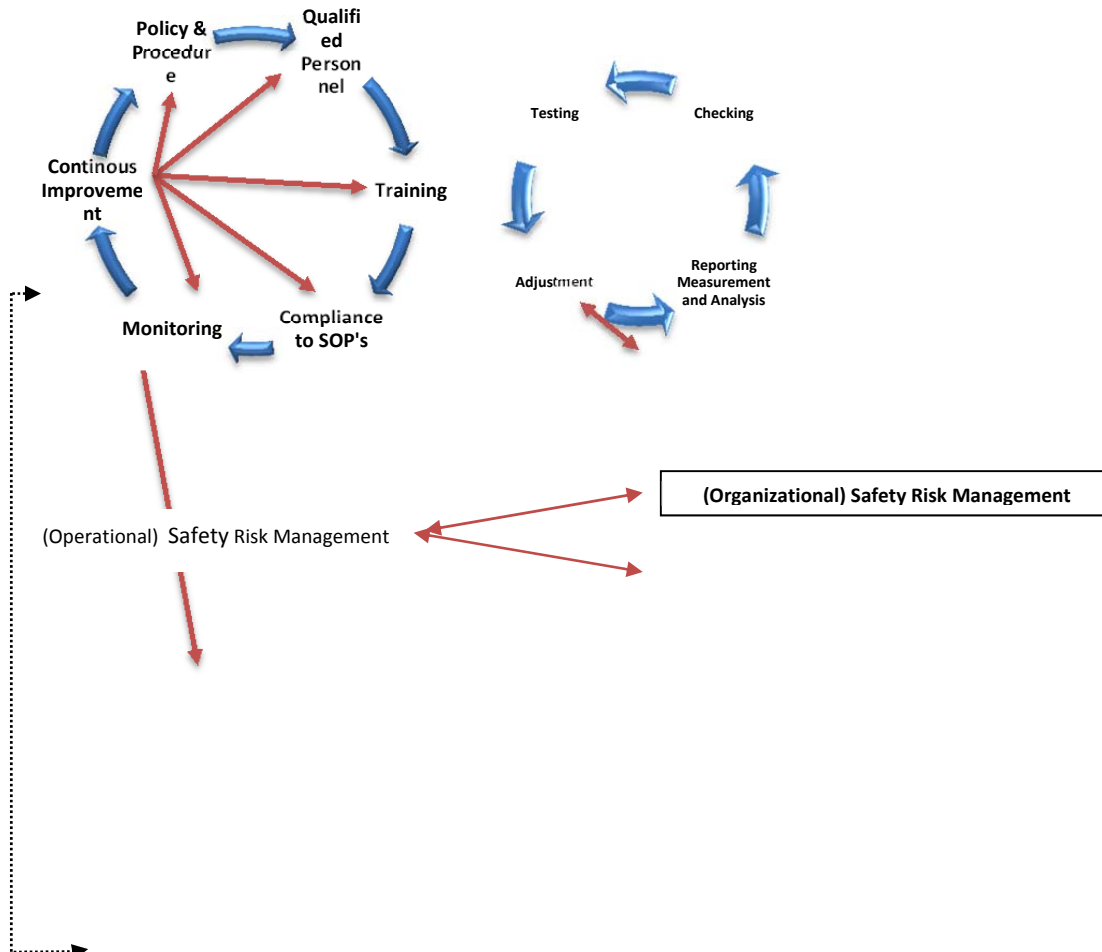 Policy &
Procedur
e
Qualifi
ed
Person
nel
Continous
Improveme
nt
Training
Monitoring
Compliance
to SOP's
Testing
Checking
Adjustment
Reporting
Measurement
and Analysis
(Organizational) Safety Risk Management
(Operational) Safety Risk Management